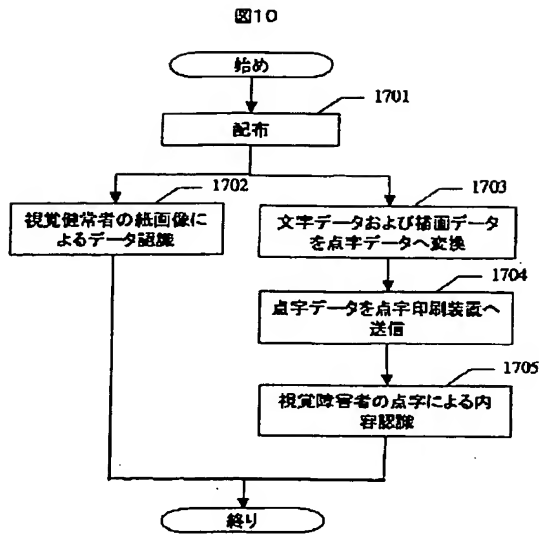 図10
始め
1701
配布
1702
視覚健常者の紙画像に
よるデータ認識
1703
文字データおよび描画データ
を点字データへ変換
1704
点字データを点字印刷装置へ
送信
1705
視覚障害者の点字による内
容認識
終り